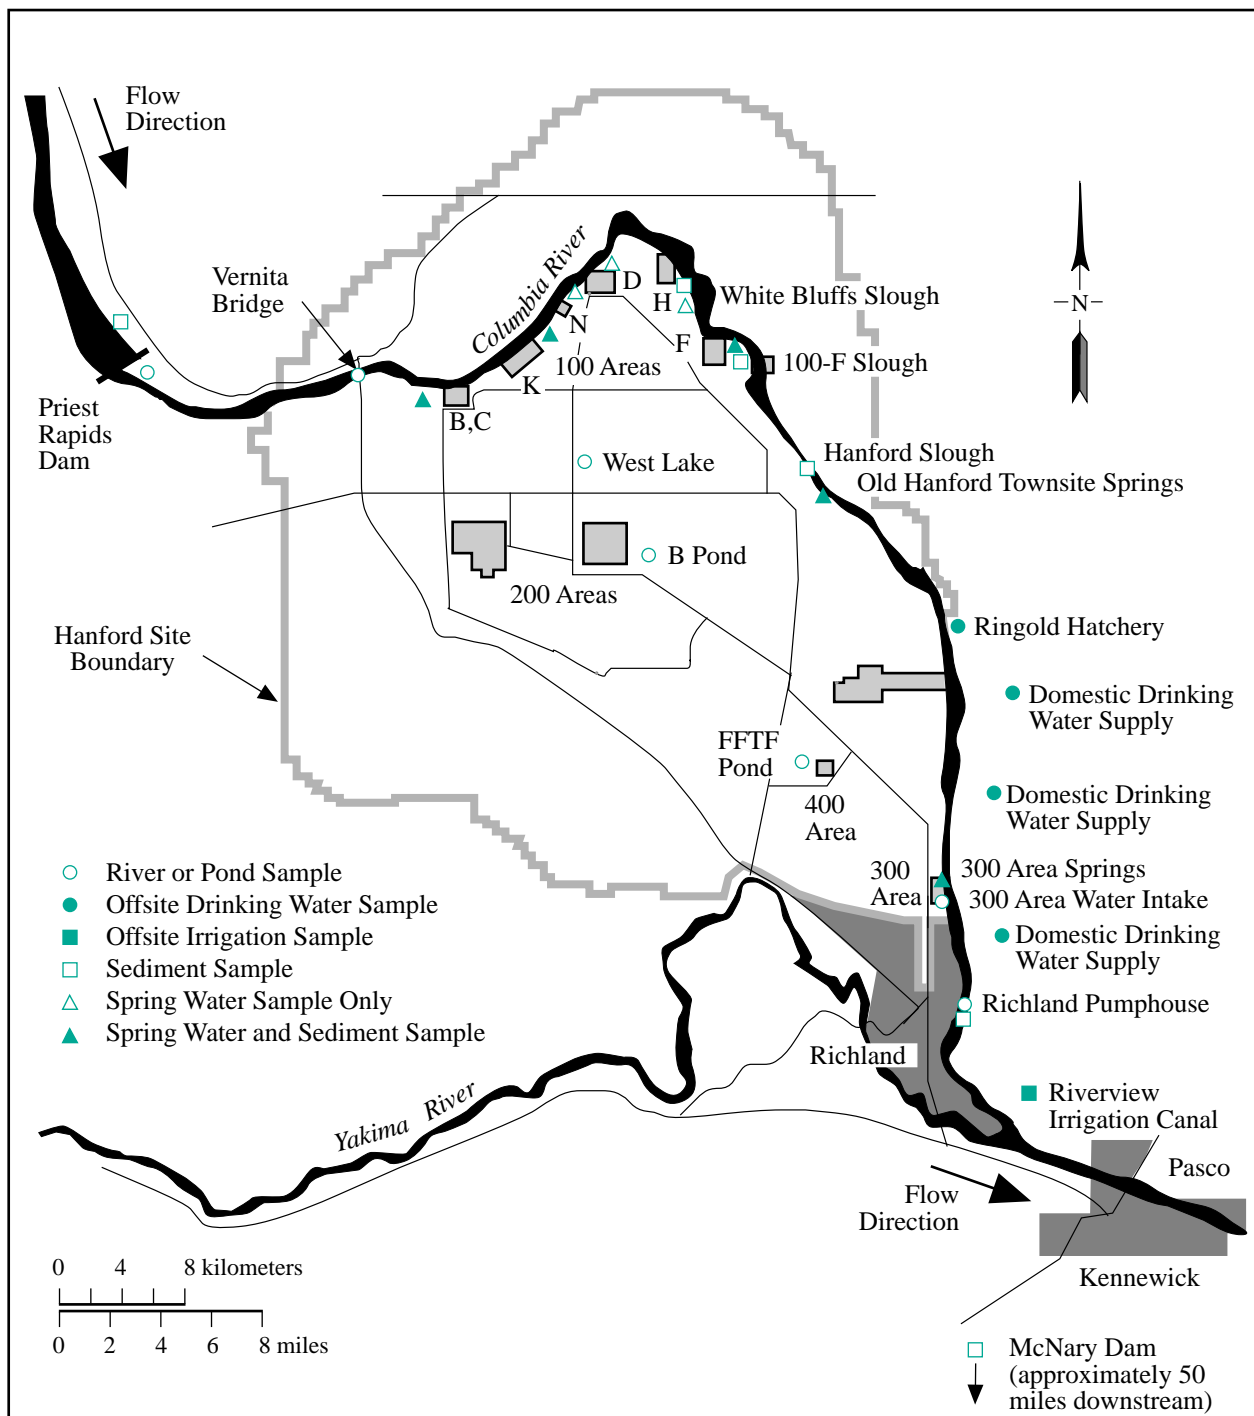 Flow
Direction
Vernita
Bridge
Columbia River
D
H
N
White Bluffs Slough
N
F
100 Areas
100-F Slough
K
Priest
Rapids
Dam
B,C
West Lake
Hanford Slough
Old Hanford Townsite Springs
B Pond
200 Areas
Hanford Site
Boundary
Ringold Hatchery
Domestic Drinking
Water Supply
FFTF
Pond
400
Area
Domestic Drinking
Water Supply
300
Area
300 Area Springs
300 Area Water Intake
Domestic Drinking
Water Supply
River or Pond Sample
Offsite Drinking Water Sample
Offsite Irrigation Sample
Sediment Sample
Spring Water Sample Only
Spring Water and Sediment Sample
Richland Pumphouse
Richland
Yakima River
Riverview
Irrigation Canal
Pasco
Flow
Direction
Kennewick
0 4 8 kilometers
0 2 4 6 8 miles
McNary Dam
(approximately 50
miles downstream)